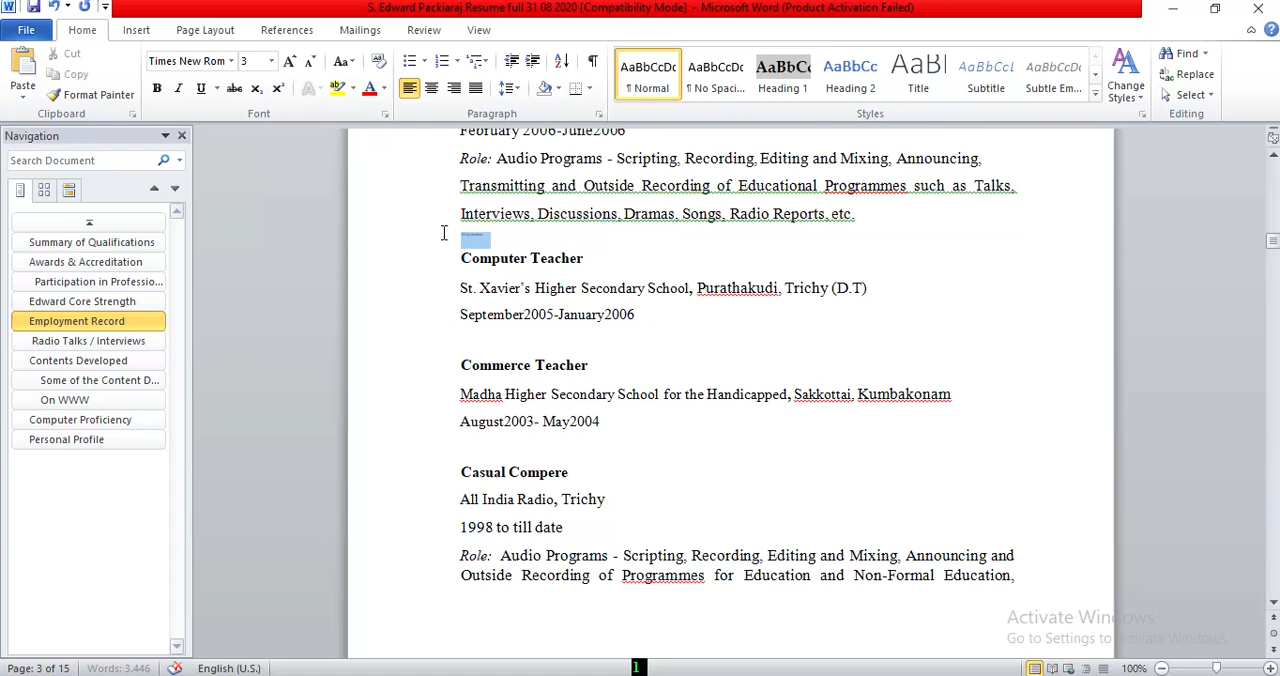 S. Edward Packiaraj Resume full 31 08 2020 [Compatibility Mode] - Microsoft Word (Product Activation Failed)
File Home Insert Page Layout References Mailings Review View
Cut
Copy
Format Painter
Paste
Clipboard
Times New Rom 3
Font
Paragraph
AaBbCcDc AaBbCcDc AaBbCc AaBbCc AaBl AaBbCcL AaBbCcDc
¶ Normal ¶ No Spaci... Heading 1 Heading 2 Title Subtitle Subtle Em...
Change Styles
Styles
Find
Replace
Select
Editing
Navigation
Search Document
Summary of Qualifications
Awards & Accreditation
Participation in Professio...
Edward Core Strength
Employment Record
Radio Talks / Interviews
Contents Developed
Some of the Content D...
On WWW
Computer Proficiency
Personal Profile
February 2006-June2006
Role: Audio Programs - Scripting, Recording, Editing and Mixing, Announcing,
Transmitting and Outside Recording of Educational Programmes such as Talks,
Interviews, Discussions, Dramas, Songs, Radio Reports, etc.
Computer Teacher
St. Xavier's Higher Secondary School, Purathakudi, Trichy (D.T)
September2005-January2006
Commerce Teacher
Madha Higher Secondary School for the Handicapped, Sakkottai, Kumbakonam
August2003- May2004
Casual Compere
All India Radio, Trichy
1998 to till date
Role: Audio Programs - Scripting, Recording, Editing and Mixing, Announcing and
Outside Recording of Programmes for Education and Non-Formal Education,
Activate Windows
Go to Settings to activate Windows.
Page: 3 of 15 Words: 3.446 English (U.S.) 1 100%